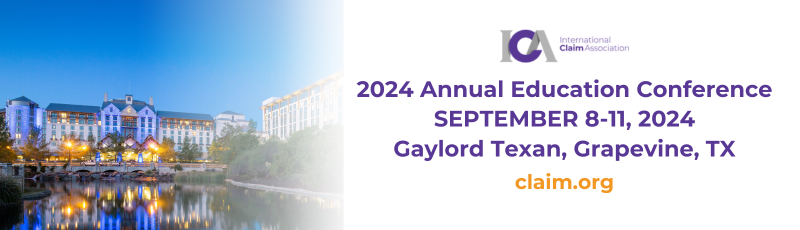 ICA International
Claim Association
2024 Annual Education Conference
SEPTEMBER 8-11, 2024
Gaylord Texan, Grapevine, TX
claim.org